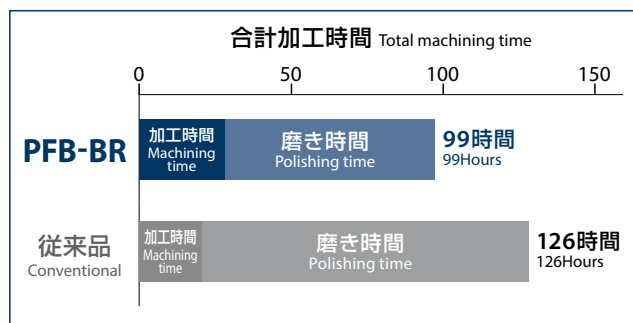 合計加工時間 Total machining time
0 50 100 150
PFB-BR
加工時間
Machining
time
磨き時間
Polishing time
99時間
99Hours
従来品
Conventional
加工時間
Machining
time
磨き時間
Polishing time
126時間
126Hours